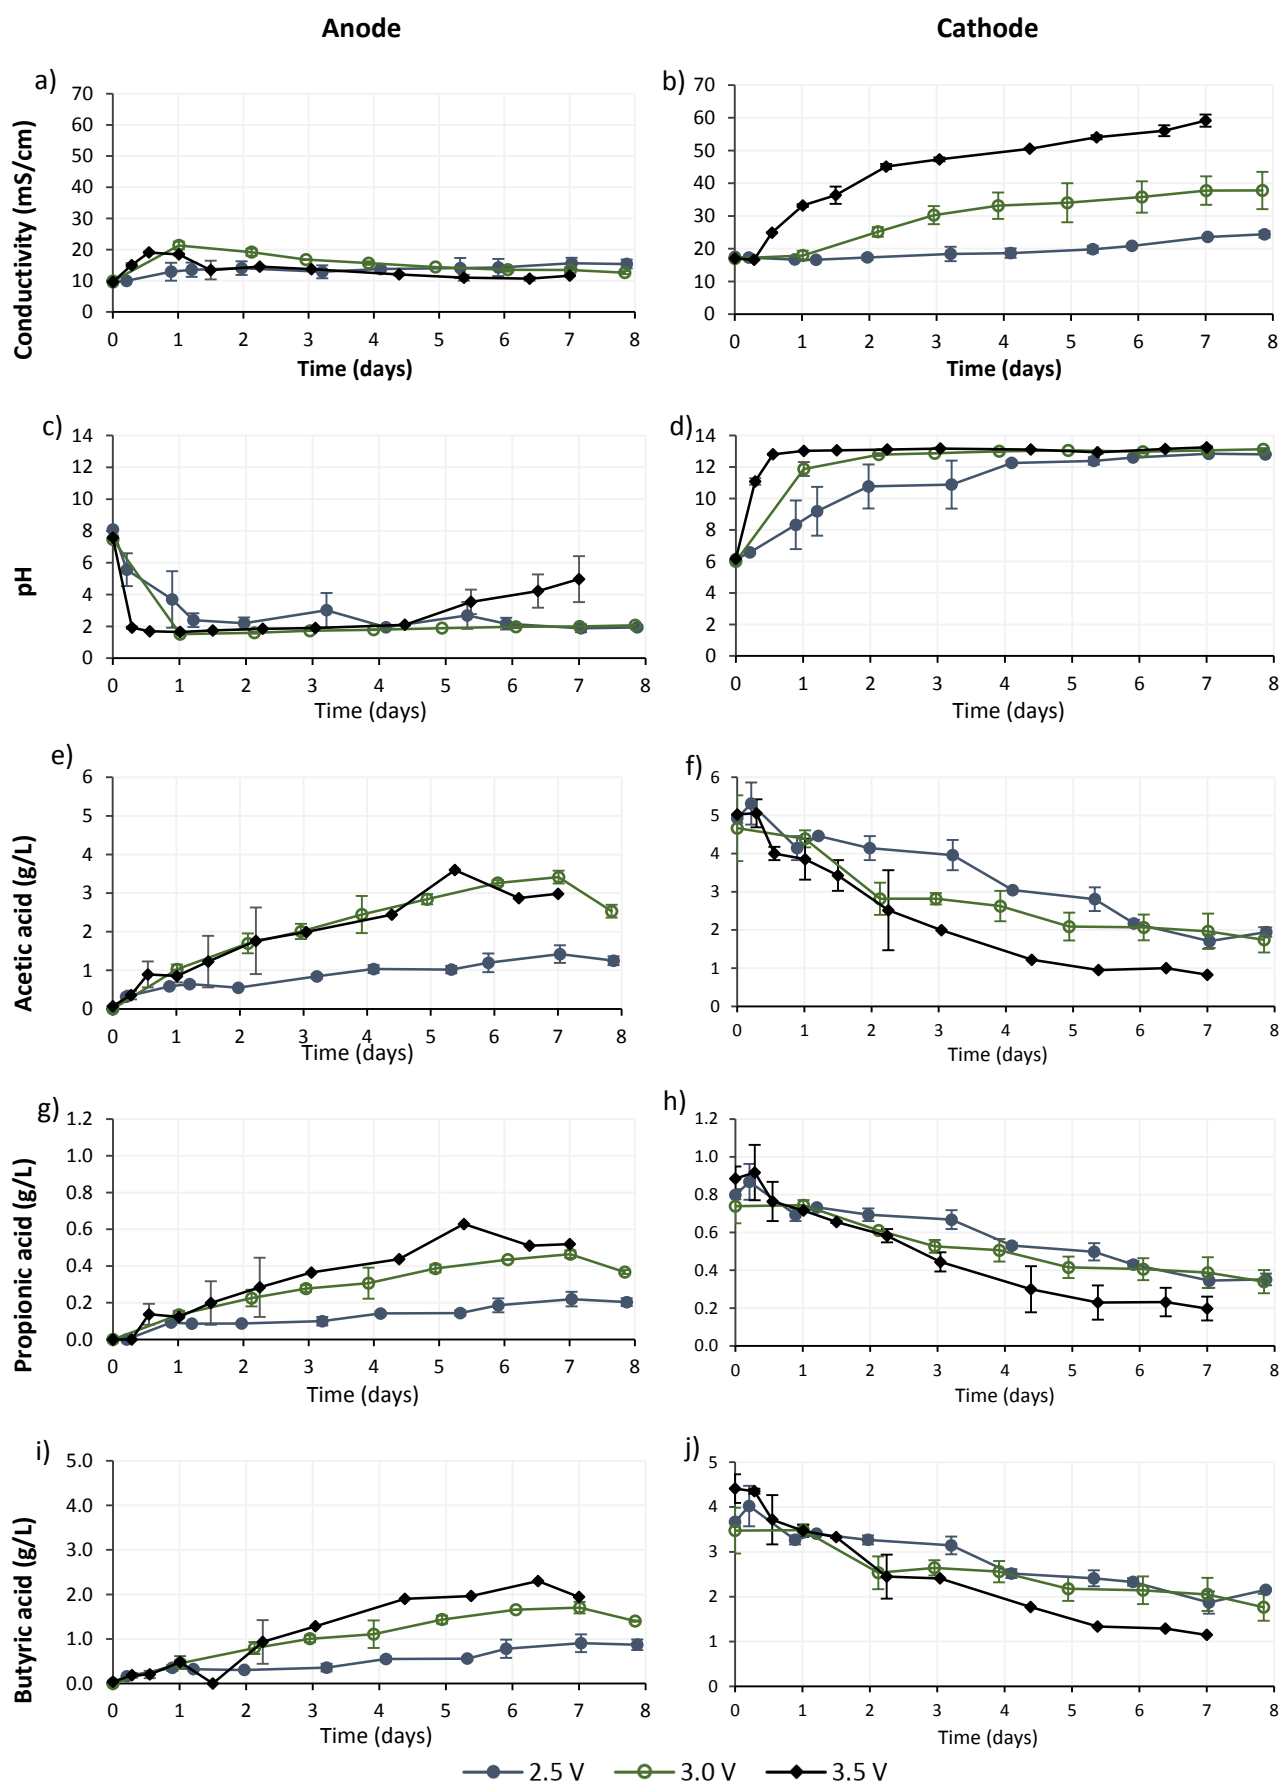 Anode
Cathode
a)
Conductivity (mS/cm)
70
60
50
40
30
20
10
0
0 1 2 3 4 5 6 7 8
Time (days)
b)
70
60
50
40
30
20
10
0
0 1 2 3 4 5 6 7 8
Time (days)
c)
pH
14
12
10
8
6
4
2
0
0 1 2 3 4 5 6 7 8
Time (days)
d)
14
12
10
8
6
4
2
0
0 1 2 3 4 5 6 7 8
Time (days)
e)
Acetic acid (g/L)
6
5
4
3
2
1
0
0 1 2 3 4 5 6 7 8
Time (days)
f)
6
5
4
3
2
1
0
0 1 2 3 4 5 6 7 8
Time (days)
g)
Propionic acid (g/L)
1.2
1.0
0.8
0.6
0.4
0.2
0.0
0 1 2 3 4 5 6 7 8
Time (days)
h)
1.2
1.0
0.8
0.6
0.4
0.2
0.0
0 1 2 3 4 5 6 7 8
Time (days)
i)
Butyric acid (g/L)
5.0
4.0
3.0
2.0
1.0
0.0
0 1 2 3 4 5 6 7 8
Time (days)
j)
5
4
3
2
1
0
0 1 2 3 4 5 6 7 8
Time (days)
2.5 V 3.0 V 3.5 V